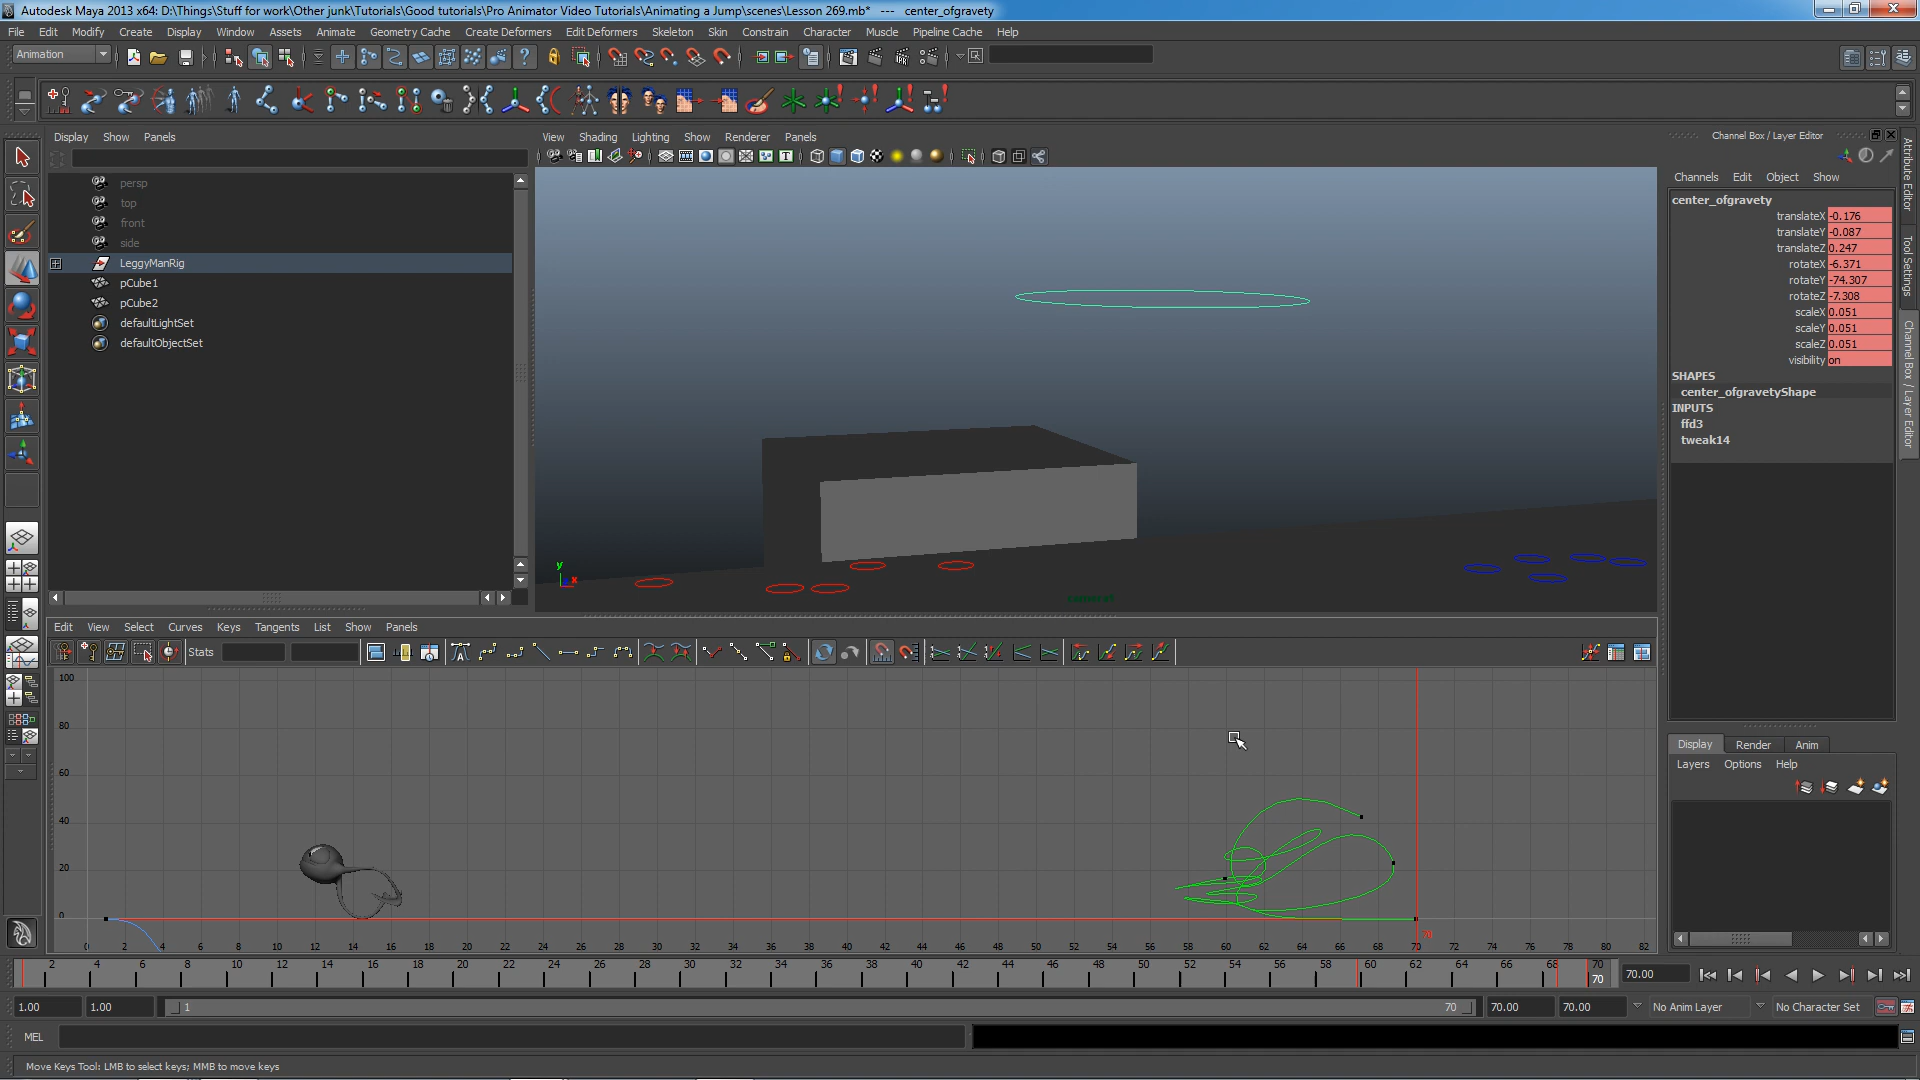 Autodesk Maya 2013 x64: D:\Things\Stuff for work\Other junk\Tutorials\Good tutorials\Pro Animator Video Tutorials\Animating a Jump\scenes\Lesson 269.mb* --- center_ofgravety
File Edit Modify Create Display Window Assets Animate Geometry Cache Create Deformers Edit Deformers Skeleton Skin Constrain Character Muscle Pipeline Cache Help
Animation
Display Show Panels
View Shading Lighting Show Renderer Panels
persp
top
front
side
LeggyManRig
pCube1
pCube2
defaultLightSet
defaultObjectSet
y
x
Channel Box / Layer Editor
Channels Edit Object Show
center_ofgravety
translateX -0.176
translateY -0.087
translateZ 0.247
rotateX -6.371
rotateY -74.307
rotateZ -7.308
scaleX 0.051
scaleY 0.051
scaleZ 0.051
visibility on
SHAPES
center_ofgravetyShape
INPUTS
ffd3
tweak14
Attribute Editor
Tool Settings
Channel Box / Layer Editor
Edit View Select Curves Keys Tangents List Show Panels
Stats
100
80
60
40
20
0
0 2 4 6 8 10 12 14 16 18 20 22 24 26 28 30 32 34 36 38 40 42 44 46 48 50 52 54 56 58 60 62 64 66 68 70 72 74 76 78 80 82
70
Display Render Anim
Layers Options Help
2 4 6 8 10 12 14 16 18 20 22 24 26 28 30 32 34 36 38 40 42 44 46 48 50 52 54 56 58 60 62 64 66 68 70
70
70.00
1.00 1.00 1 70 70.00 70.00 No Anim Layer No Character Set
MEL
Move Keys Tool: LMB to select keys; MMB to move keys